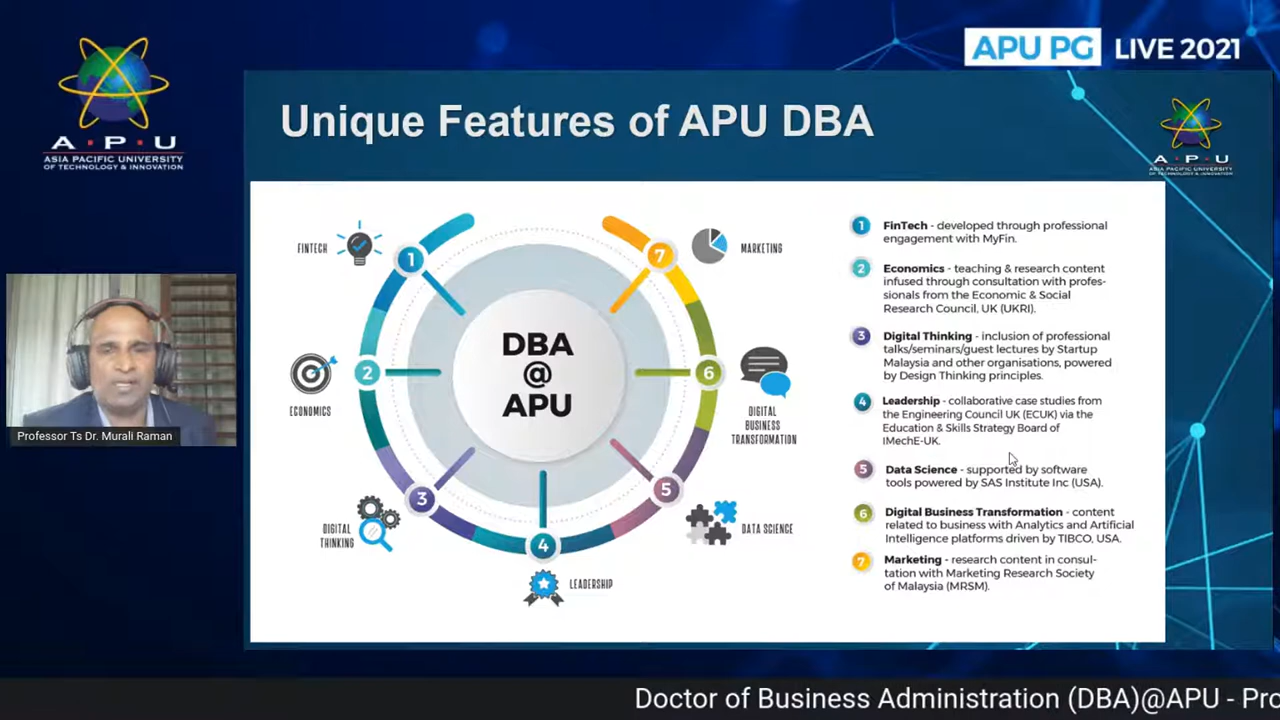 A·P·U
ASIA PACIFIC UNIVERSITY
OF TECHNOLOGY & INNOVATION
APU PG LIVE 2021
Unique Features of APU DBA
A·P·U
ASIA PACIFIC UNIVERSITY
OF TECHNOLOGY & INNOVATION
Professor Ts Dr. Murali Raman
DBA
@
APU
1
FINTECH
2
ECONOMICS
3
DIGITAL
THINKING
4
LEADERSHIP
5
DATA SCIENCE
6
DIGITAL
BUSINESS
TRANSFORMATION
7
MARKETING
1 FinTech - developed through professional
engagement with MyFin.
2 Economics - teaching & research content
infused through consultation with profes-
sionals from the Economic & Social
Research Council, UK (UKRI).
3 Digital Thinking - inclusion of professional
talks/seminars/guest lectures by Startup
Malaysia and other organisations, powered
by Design Thinking principles.
4 Leadership - collaborative case studies from
the Engineering Council UK (ECUK) via the
Education & Skills Strategy Board of
IMechE-UK.
5 Data Science - supported by software
tools powered by SAS Institute Inc (USA).
6 Digital Business Transformation - content
related to business with Analytics and Artificial
Intelligence platforms driven by TIBCO, USA.
7 Marketing - research content in consul-
tation with Marketing Research Society
of Malaysia (MRSM).
Doctor of Business Administration (DBA)@APU - Pro